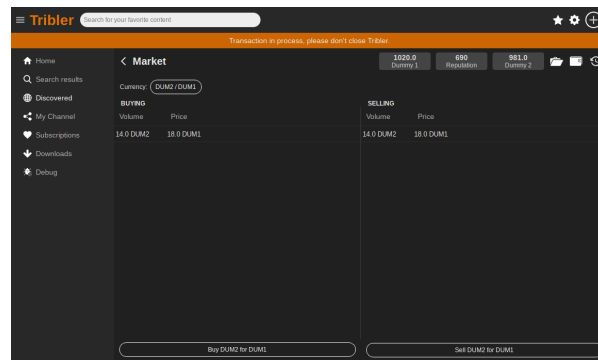 Tribler
Search for your favorite content
Transaction in process, please don't close Tribler.
Home
Search results
Discovered
My Channel
Subscriptions
Downloads
Debug
Market
1020.0
Dummy 1
690
Reputation
981.0
Dummy 2
Currency: DUM2 / DUM1
BUYING
Volume Price
14.0 DUM2 18.0 DUM1
SELLING
Volume Price
14.0 DUM2 18.0 DUM1
Buy DUM2 for DUM1
Sell DUM2 for DUM1